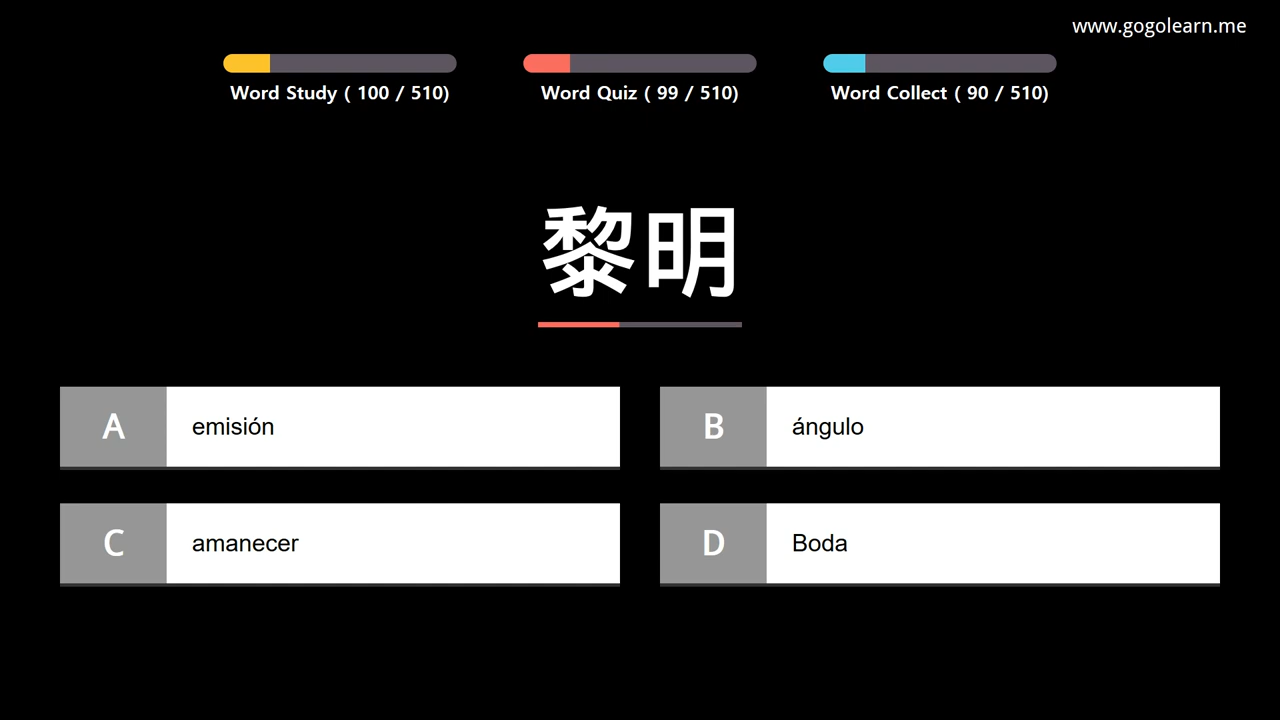 www.gogolearn.me
Word Study ( 100 / 510)
Word Quiz ( 99 / 510)
Word Collect ( 90 / 510)
黎明
A emisión
B ángulo
C amanecer
D Boda